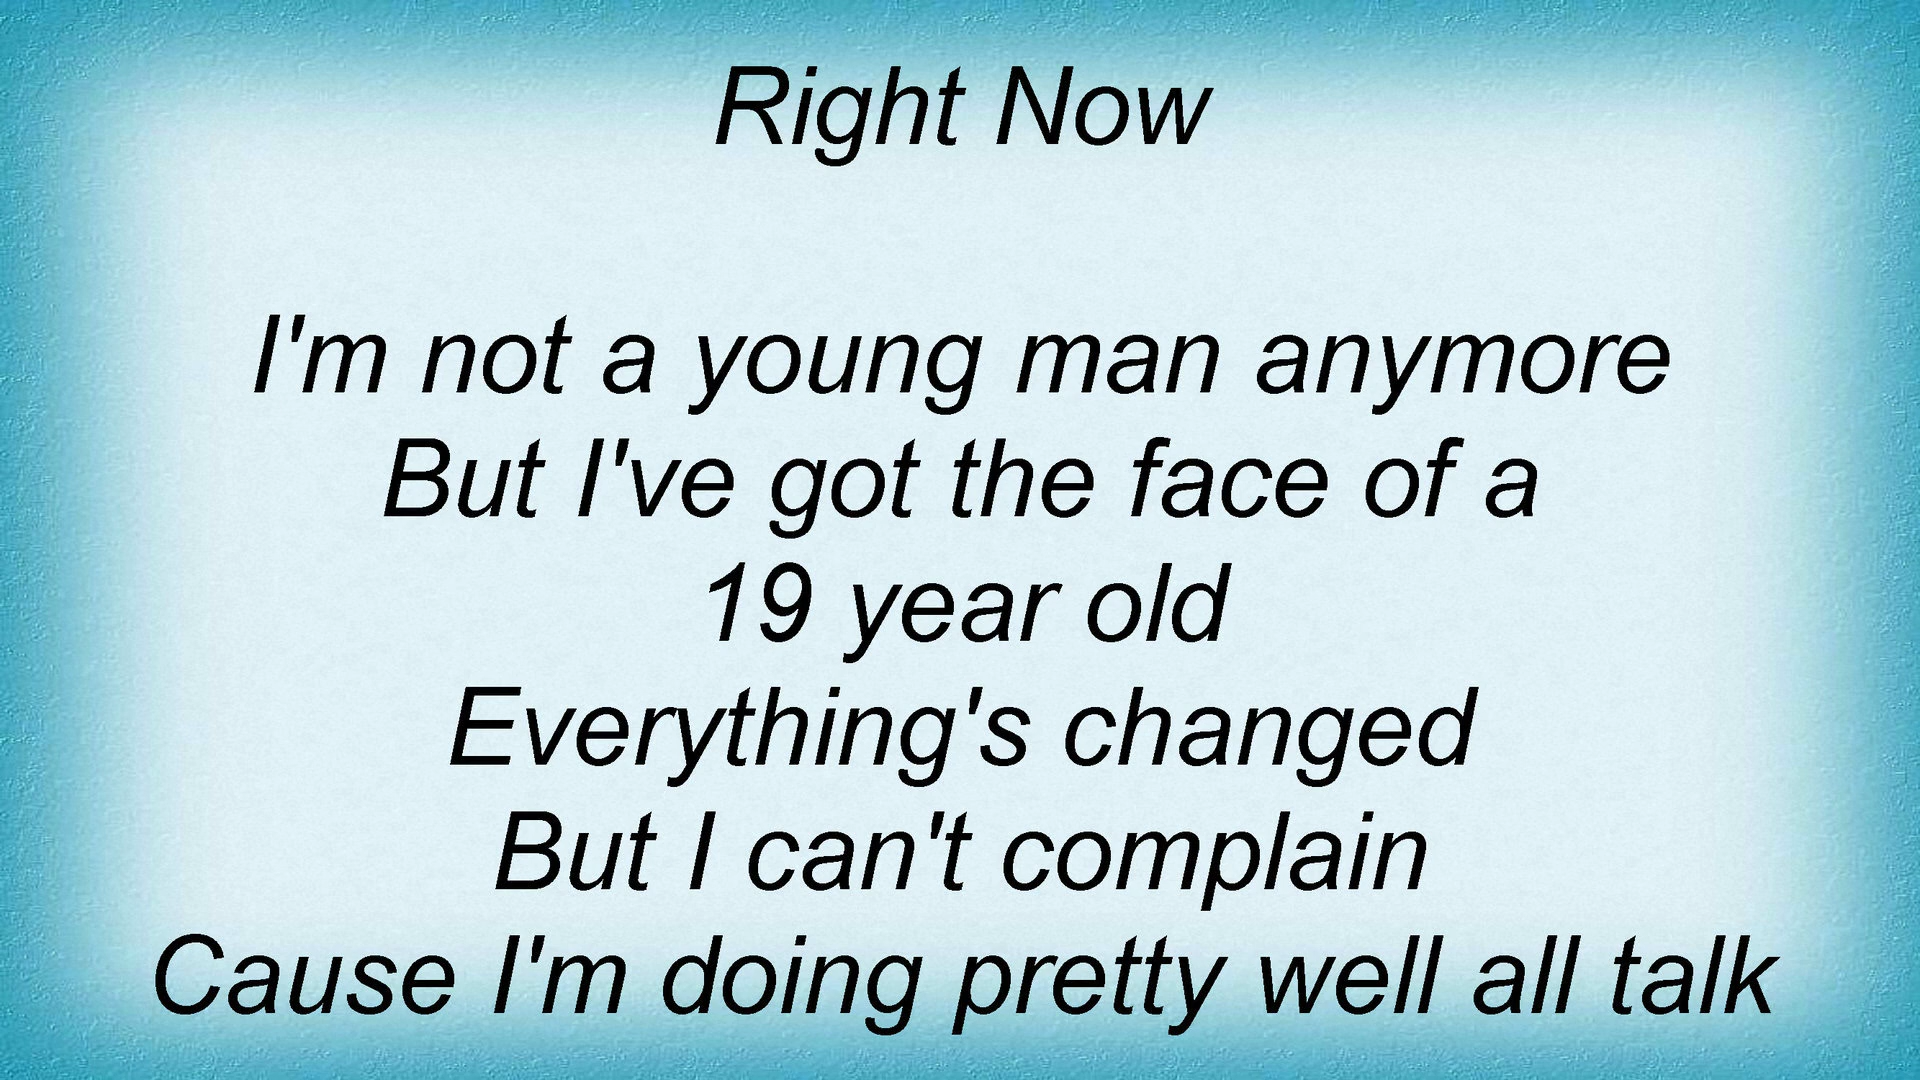 Right Now
I'm not a young man anymore
But I've got the face of a
19 year old
Everything's changed
But I can't complain
Cause I'm doing pretty well all talk